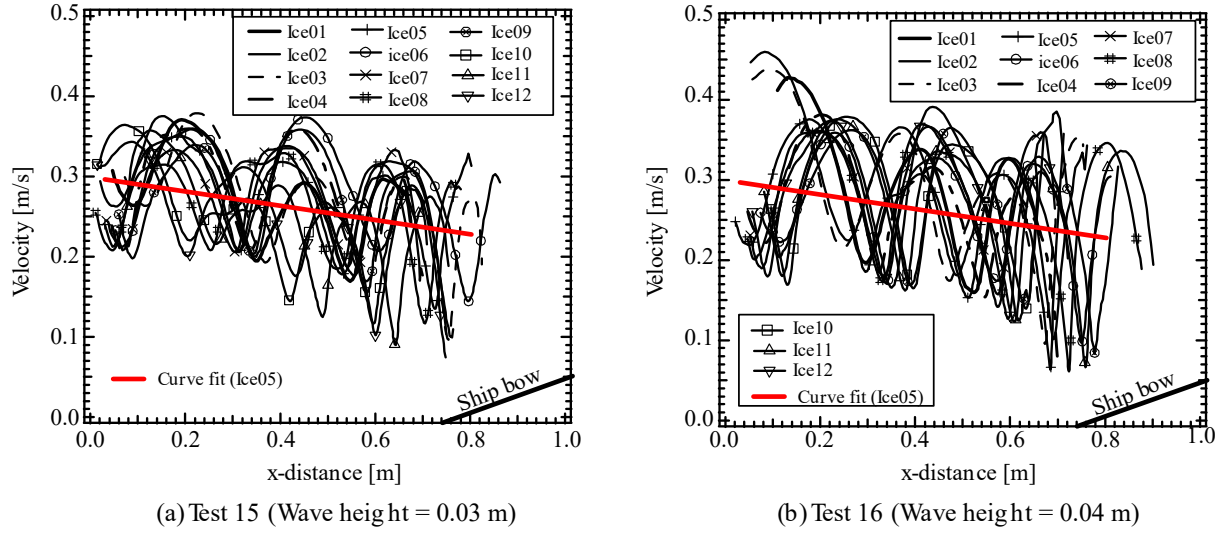 0.5
0.4
0.3
0.2
0.1
0.0
Velocity [m/s]
Ice01
Ice02
Ice03
Ice04
Ice05
ice06
Ice07
Ice08
Ice09
Ice10
Ice11
Ice12
Curve fit (Ice05)
Ship bow
0.0 0.2 0.4 0.6 0.8 1.0
x-distance [m]
(a) Test 15 (Wave height = 0.03 m)
0.5
0.4
0.3
0.2
0.1
0.0
Velocity [m/s]
Ice01
Ice02
Ice03
Ice05
ice06
Ice04
Ice07
Ice08
Ice09
Ice10
Ice11
Ice12
Curve fit (Ice05)
Ship bow
0.0 0.2 0.4 0.6 0.8 1.0
x-distance [m]
(b) Test 16 (Wave height = 0.04 m)